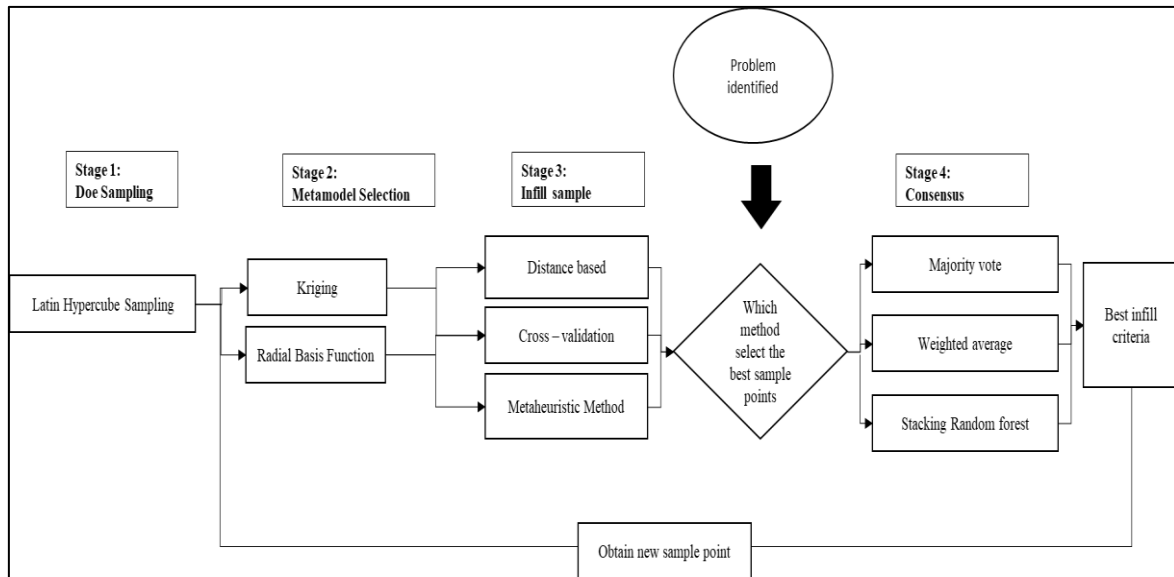 Problem
identified
Stage 1:
Doe Sampling
Stage 2:
Metamodel Selection
Stage 3:
Infill sample
Stage 4:
Consensus
Latin Hypercube Sampling
Kriging
Radial Basis Function
Distance based
Cross – validation
Metaheuristic Method
Which
method
select the
best sample
points
Majority vote
Weighted average
Stacking Random forest
Best infill
criteria
Obtain new sample point